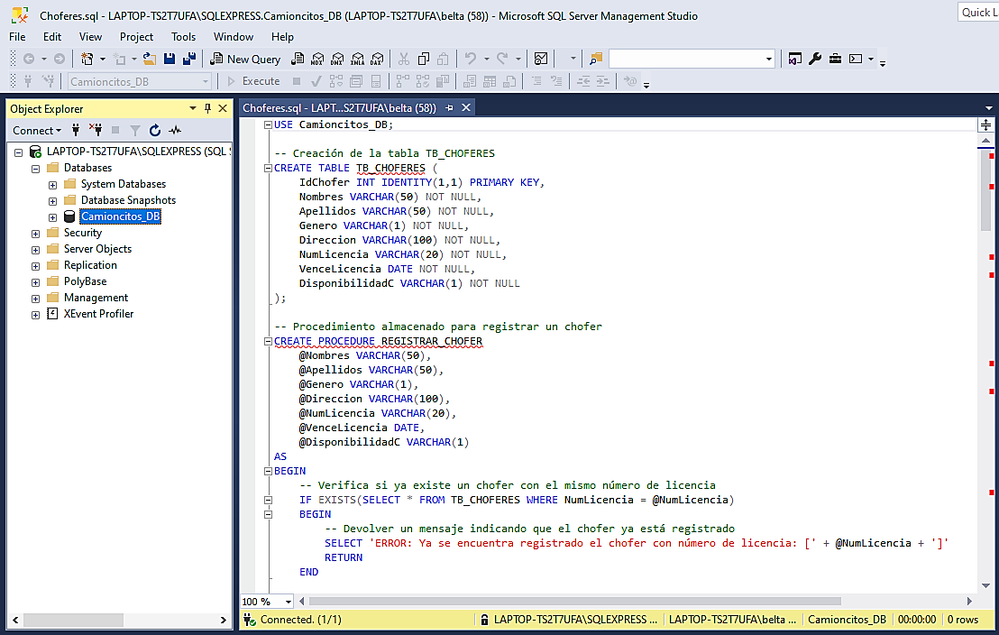 Choferes.sql - LAPTOP-TS2T7UFA\SQLEXPRESS.Camioncitos_DB (LAPTOP-TS2T7UFA\belta (58)) - Microsoft SQL Server Management Studio
Quick L
File Edit View Project Tools Window Help
New Query
MDX DMX XMLA DAX
Camioncitos_DB
Execute
Object Explorer
Connect
LAPTOP-TS2T7UFA\SQLEXPRESS (SQL S
Databases
System Databases
Database Snapshots
Camioncitos_DB
Security
Server Objects
Replication
PolyBase
Management
XEvent Profiler
Choferes.sql - LAPT...S2T7UFA\belta (58))
USE Camioncitos_DB;
-- Creación de la tabla TB_CHOFERES
CREATE TABLE TB_CHOFERES (
IdChofer INT IDENTITY(1,1) PRIMARY KEY,
Nombres VARCHAR(50) NOT NULL,
Apellidos VARCHAR(50) NOT NULL,
Genero VARCHAR(1) NOT NULL,
Direccion VARCHAR(100) NOT NULL,
NumLicencia VARCHAR(20) NOT NULL,
VenceLicencia DATE NOT NULL,
DisponibilidadC VARCHAR(1) NOT NULL
);
-- Procedimiento almacenado para registrar un chofer
CREATE PROCEDURE REGISTRAR_CHOFER
@Nombres VARCHAR(50),
@Apellidos VARCHAR(50),
@Genero VARCHAR(1),
@Direccion VARCHAR(100),
@NumLicencia VARCHAR(20),
@VenceLicencia DATE,
@DisponibilidadC VARCHAR(1)
AS
BEGIN
-- Verifica si ya existe un chofer con el mismo número de licencia
IF EXISTS(SELECT * FROM TB_CHOFERES WHERE NumLicencia = @NumLicencia)
BEGIN
-- Devolver un mensaje indicando que el chofer ya está registrado
SELECT 'ERROR: Ya se encuentra registrado el chofer con número de licencia: [' + @NumLicencia + ']'
RETURN
END
100 %
Connected. (1/1)
LAPTOP-TS2T7UFA\SQLEXPRESS ... LAPTOP-TS2T7UFA\belta ... Camioncitos_DB 00:00:00 0 rows